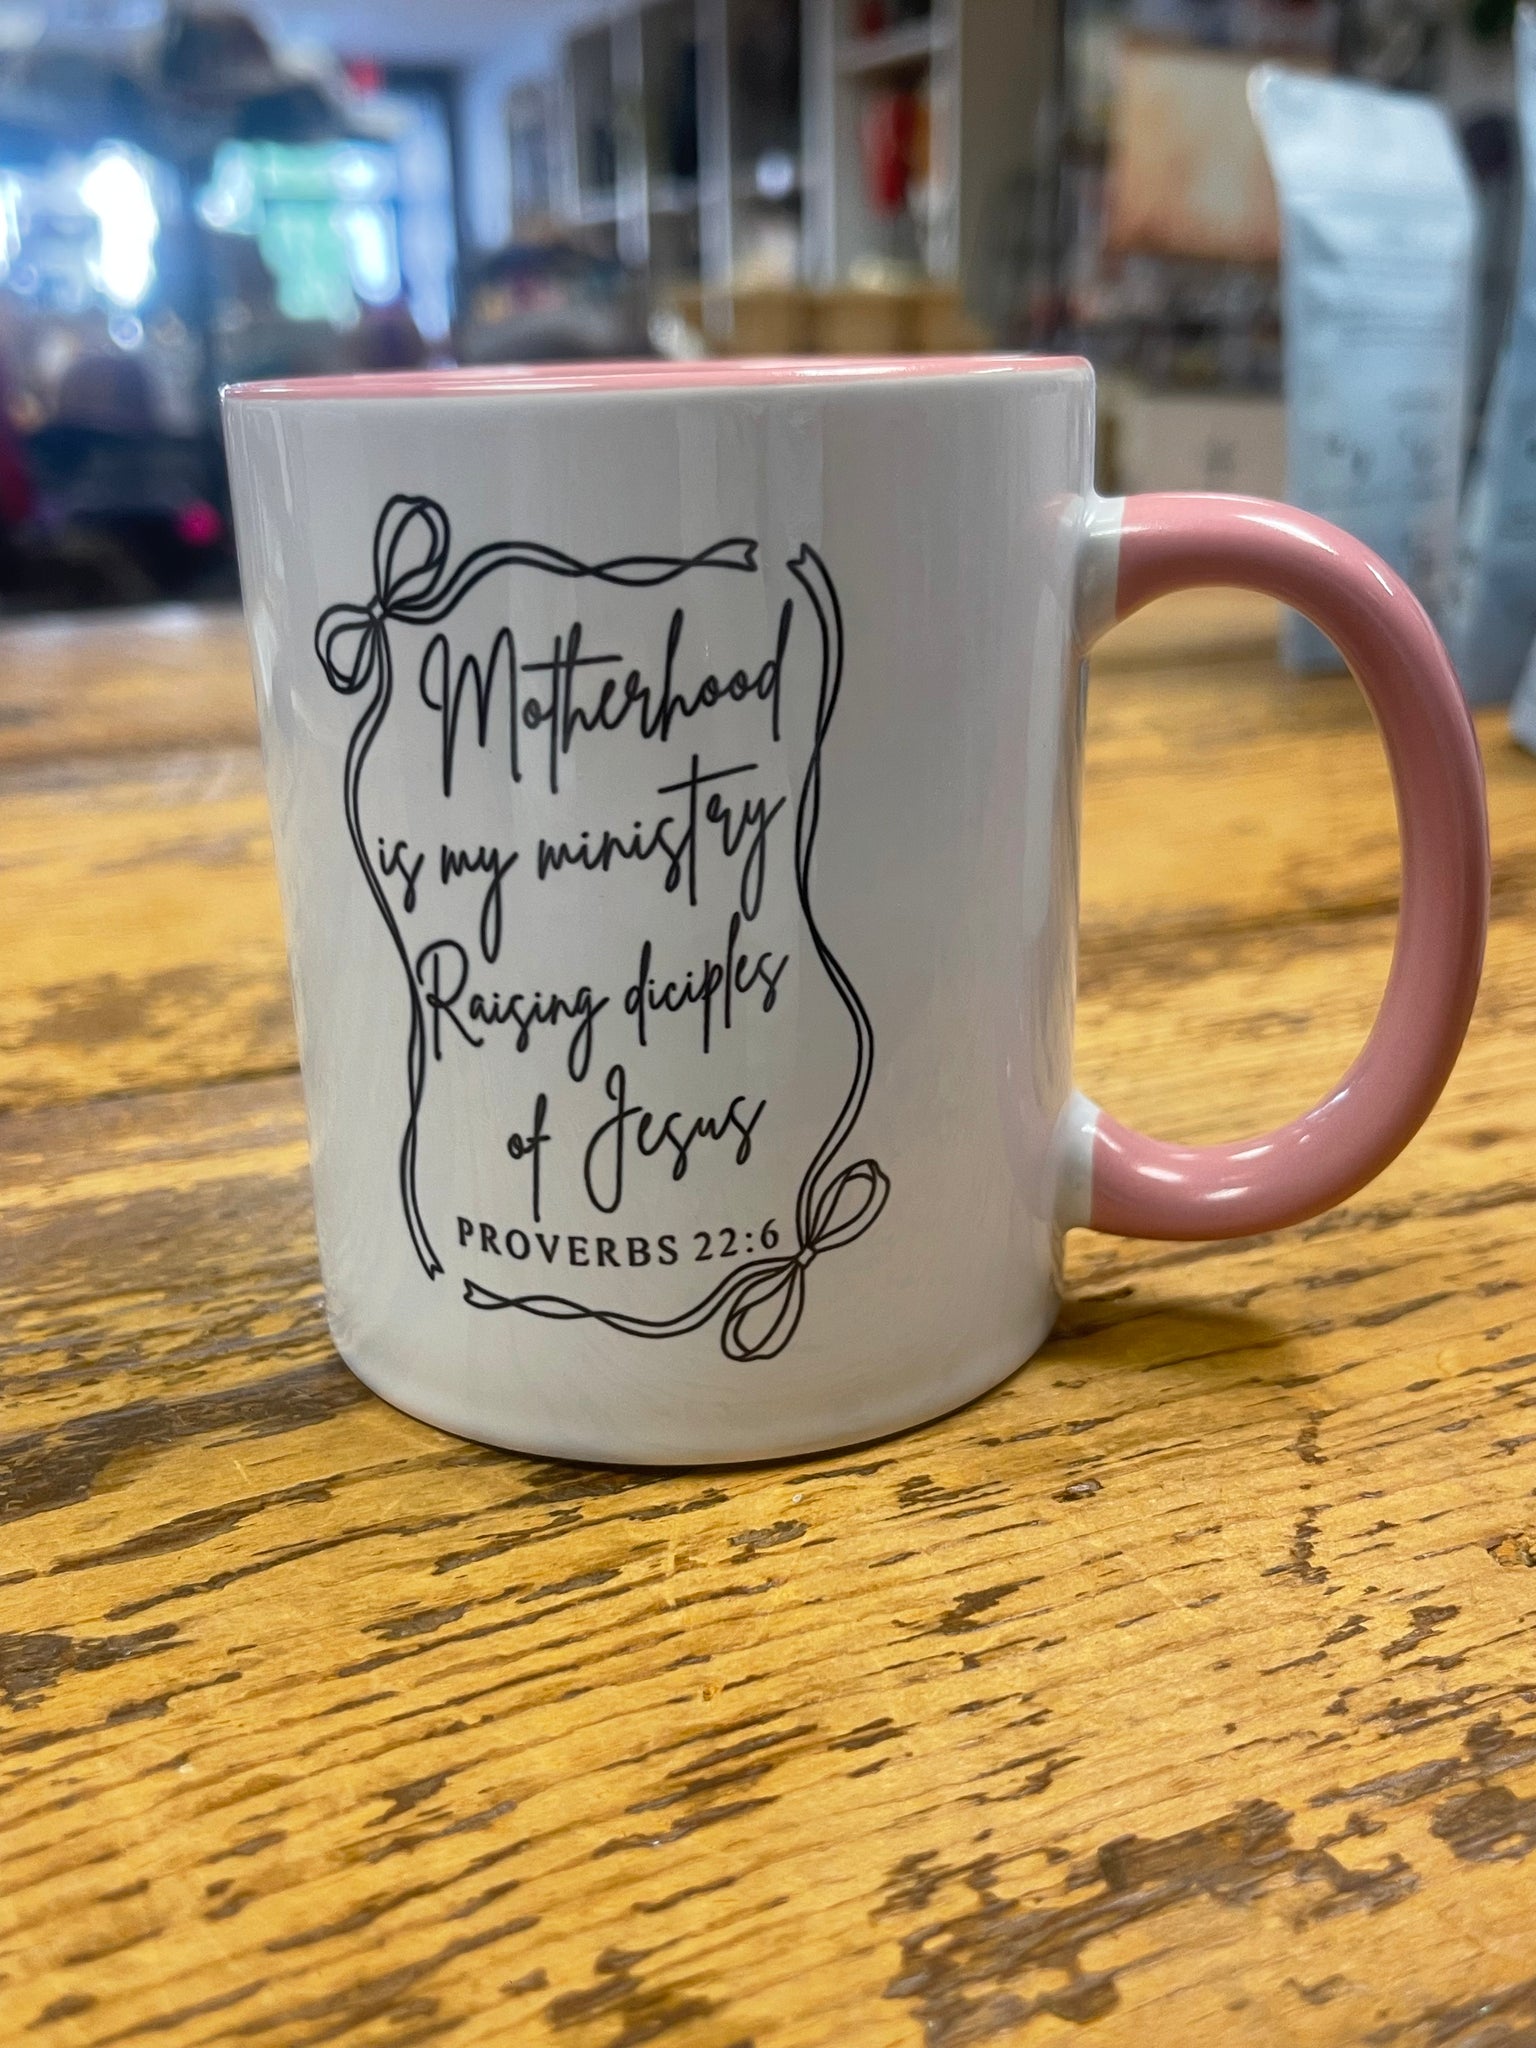 Motherhood
is my ministry
Raising diciples
of Jesus
PROVERBS 22:6